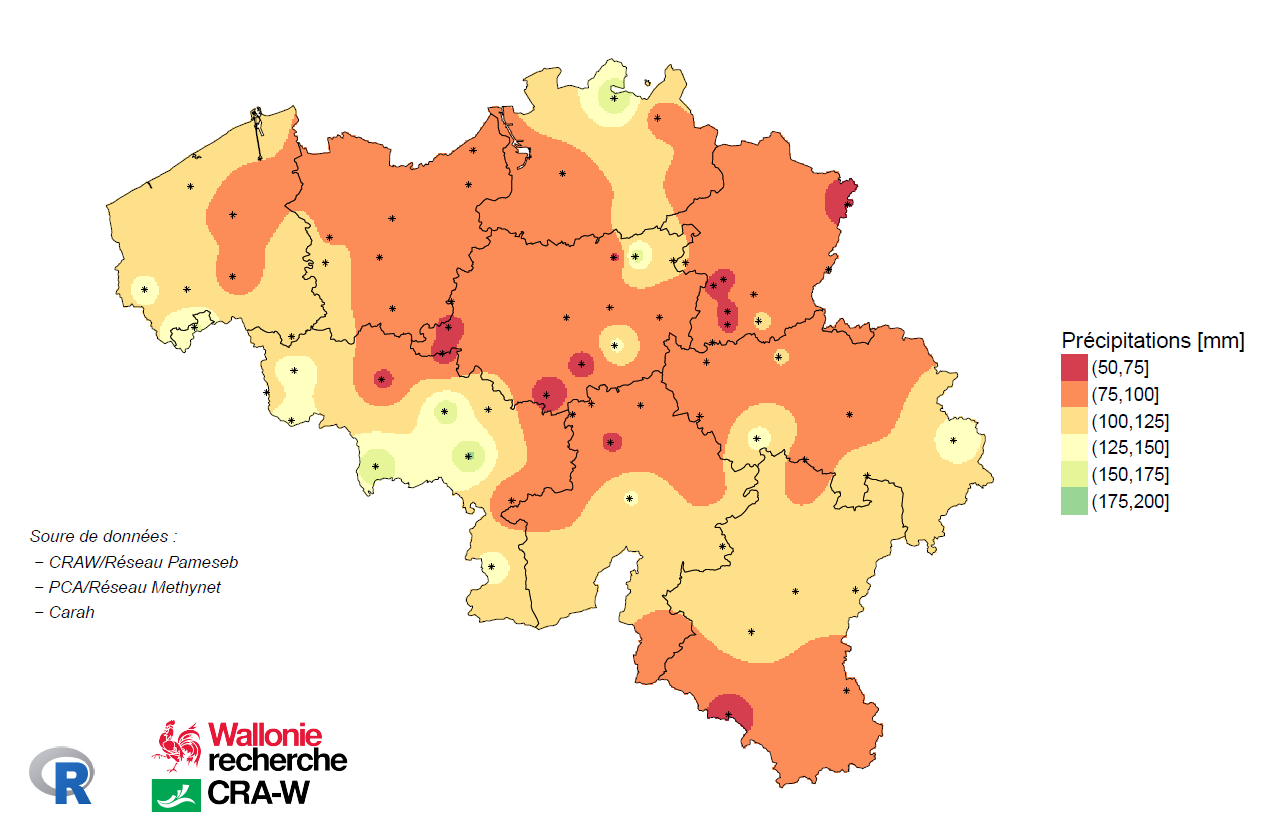 Précipitations [mm]
(50,75]
(75,100]
(100,125]
(125,150]
(150,175]
(175,200]
Soure de données :
− CRAW/Réseau Pameseb
− PCA/Réseau Methynet
− Carah
R
Wallonie
recherche
CRA-W